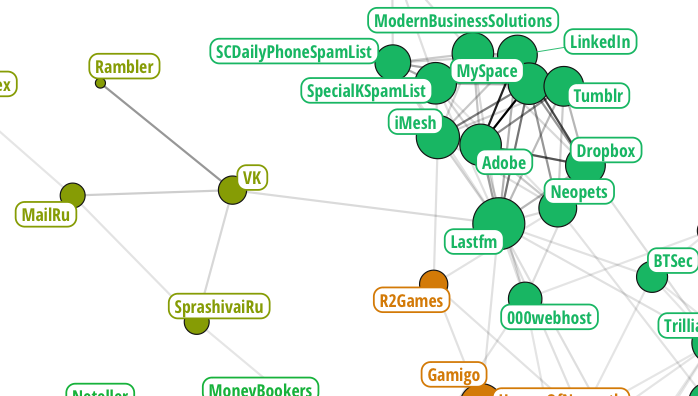 ModernBusinessSolutions
LinkedIn
SCDailyPhoneSpamList
Rambler
MySpace
ex
SpecialKSpamList
Tumblr
iMesh
Dropbox
Adobe
VK
Neopets
MailRu
Lastfm
BTSec
R2Games
SprashivaiRu
000webhost
Trillia
Gamigo
MoneyBookers
Neteller